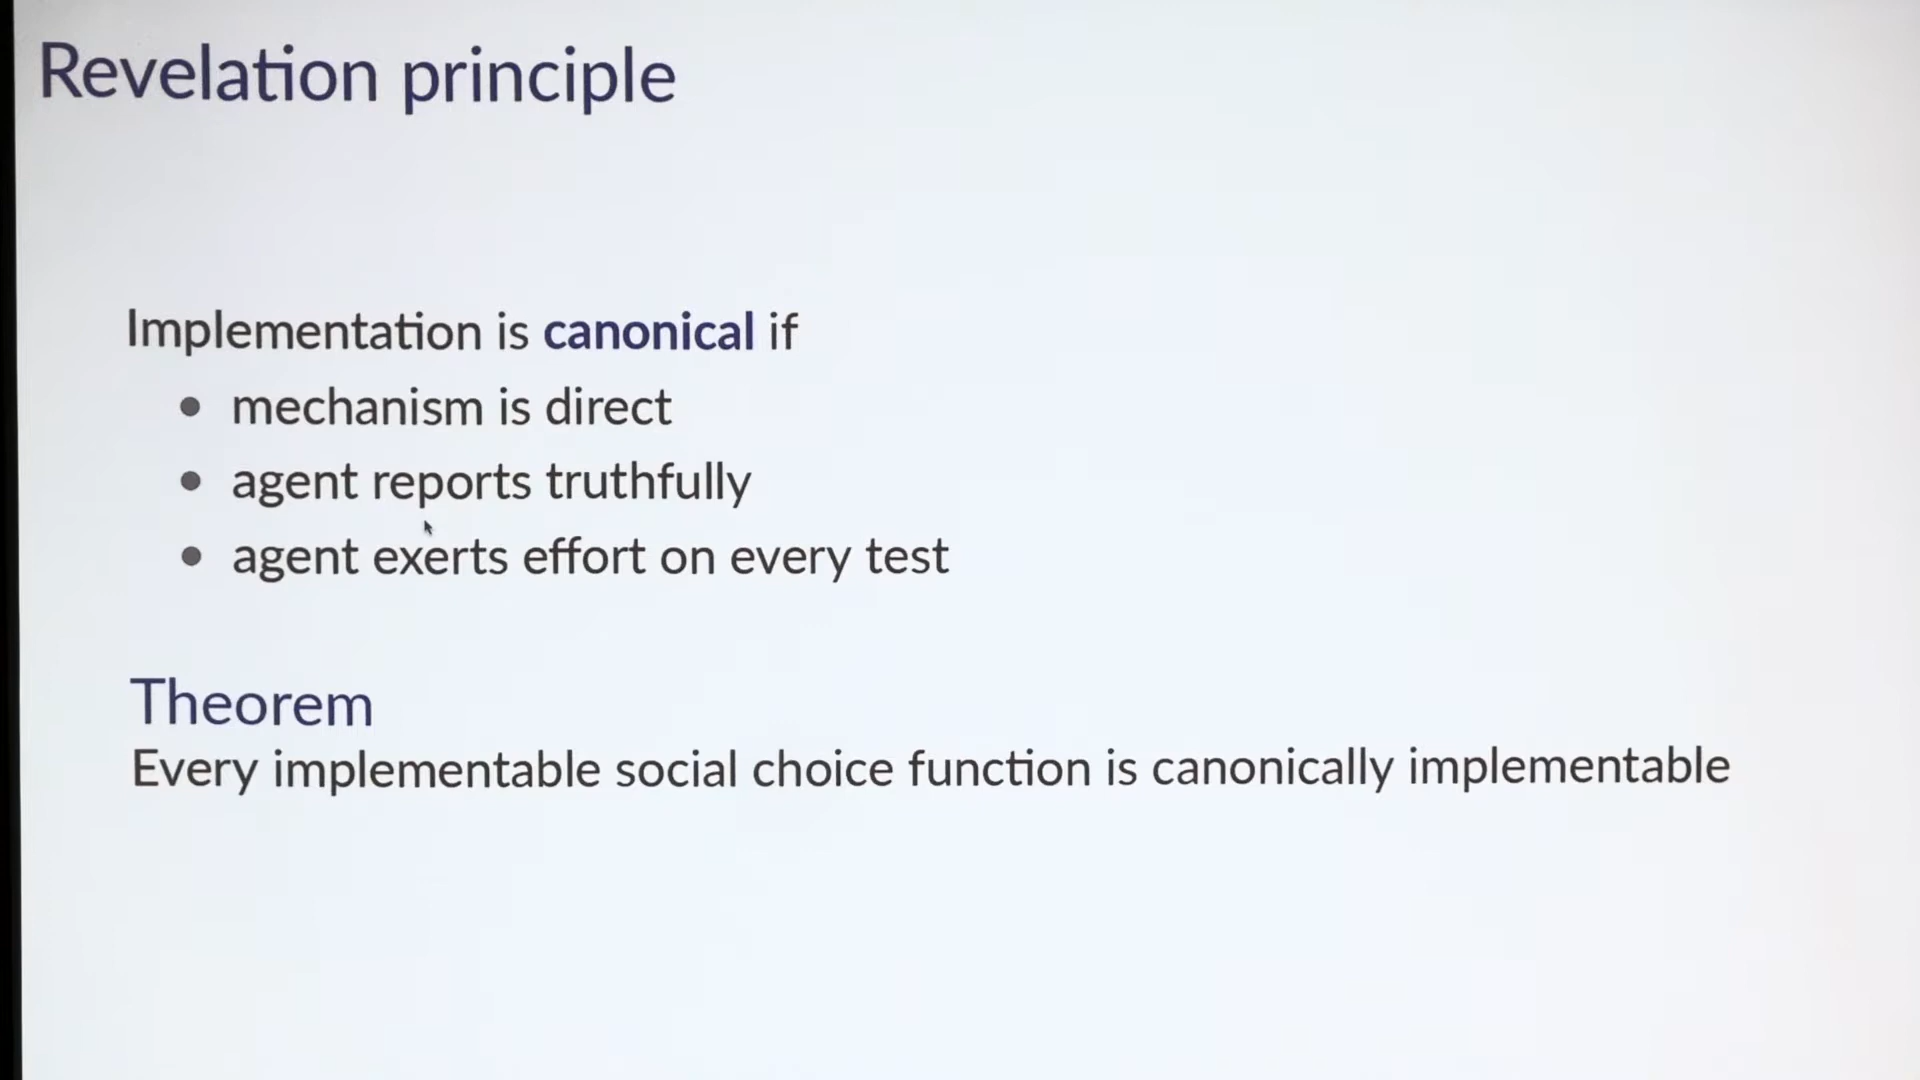 Revelation principle
Implementation is canonical if
• mechanism is direct
• agent reports truthfully
• agent exerts effort on every test
Theorem
Every implementable social choice function is canonically implementable